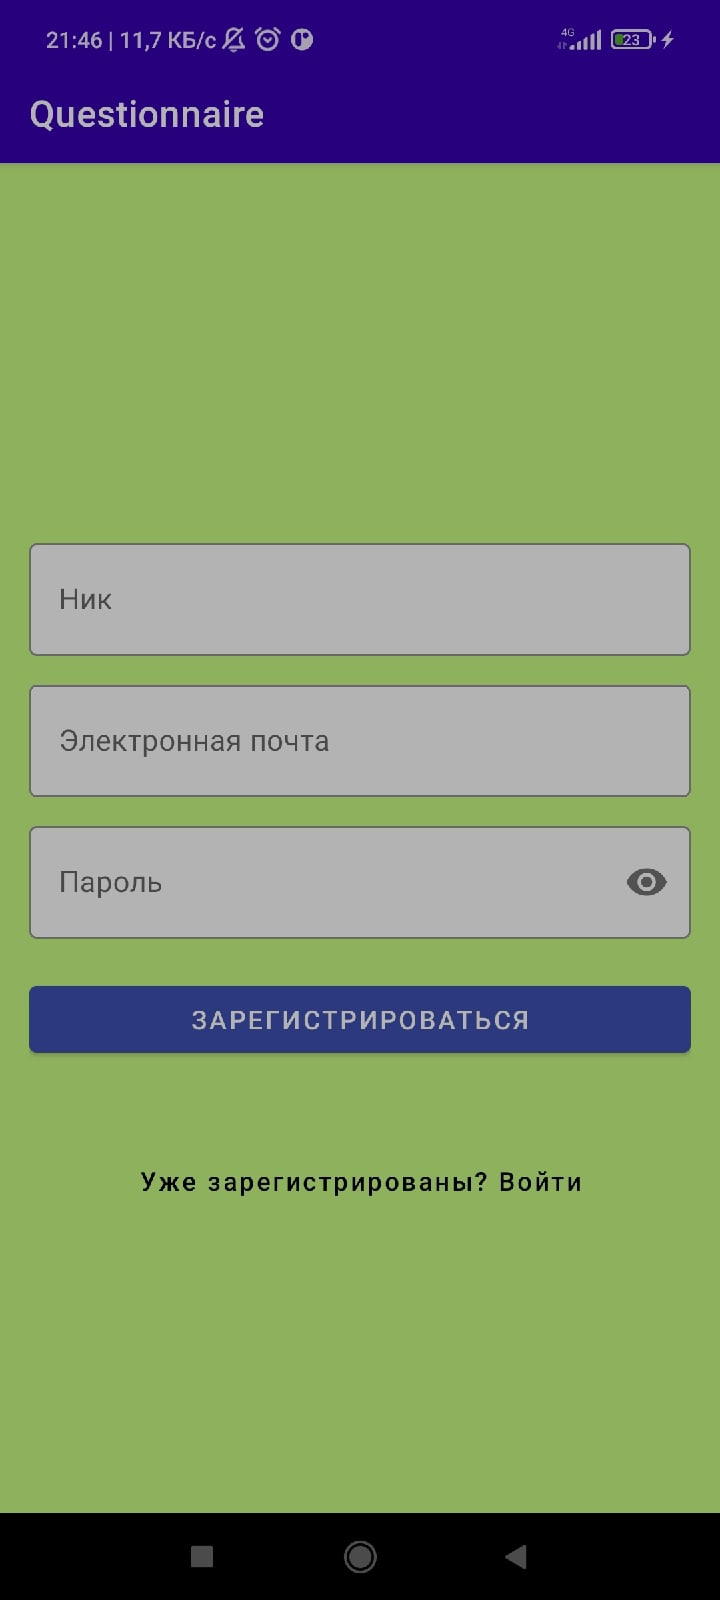 21:46 | 11,7 КБ/с
4G
23
Questionnaire
Ник
Электронная почта
Пароль
ЗАРЕГИСТРИРОВАТЬСЯ
Уже зарегистрированы? Войти